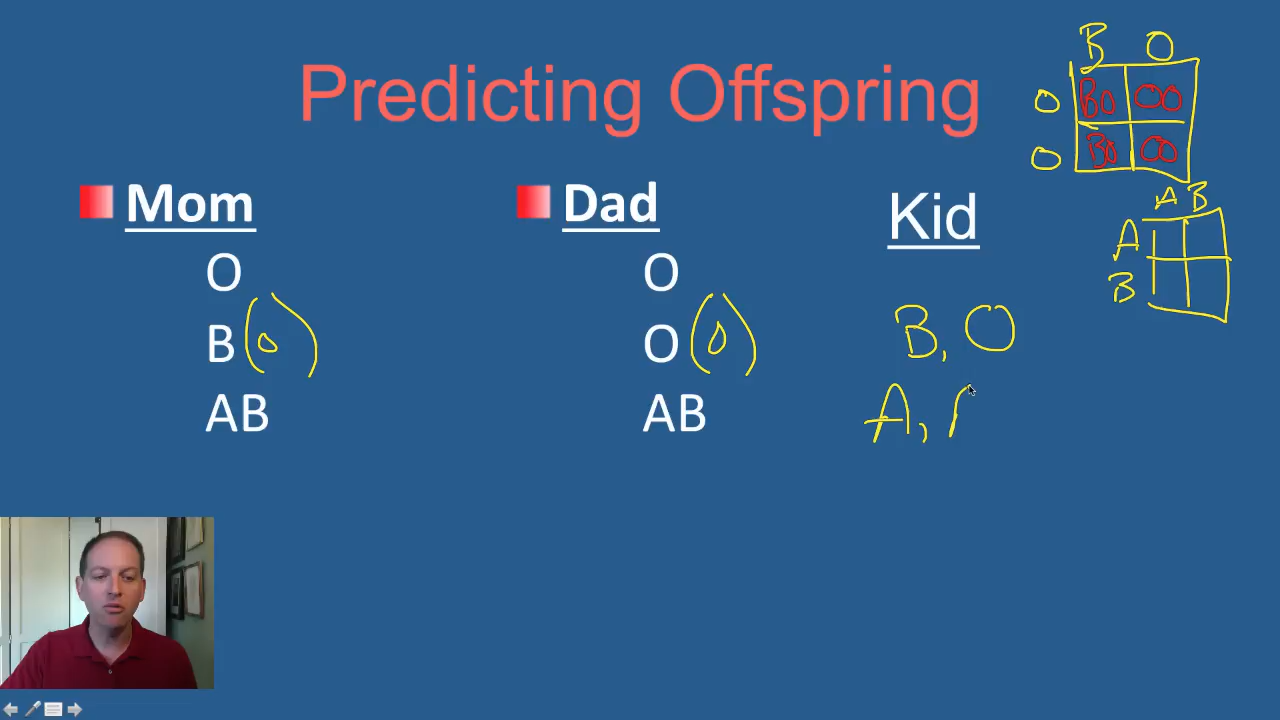 Predicting Offspring
B O
O BO OO
O BO OO
Mom Dad Kid
A B
A
B
O O
B (O) O (O) B, O
AB AB A,